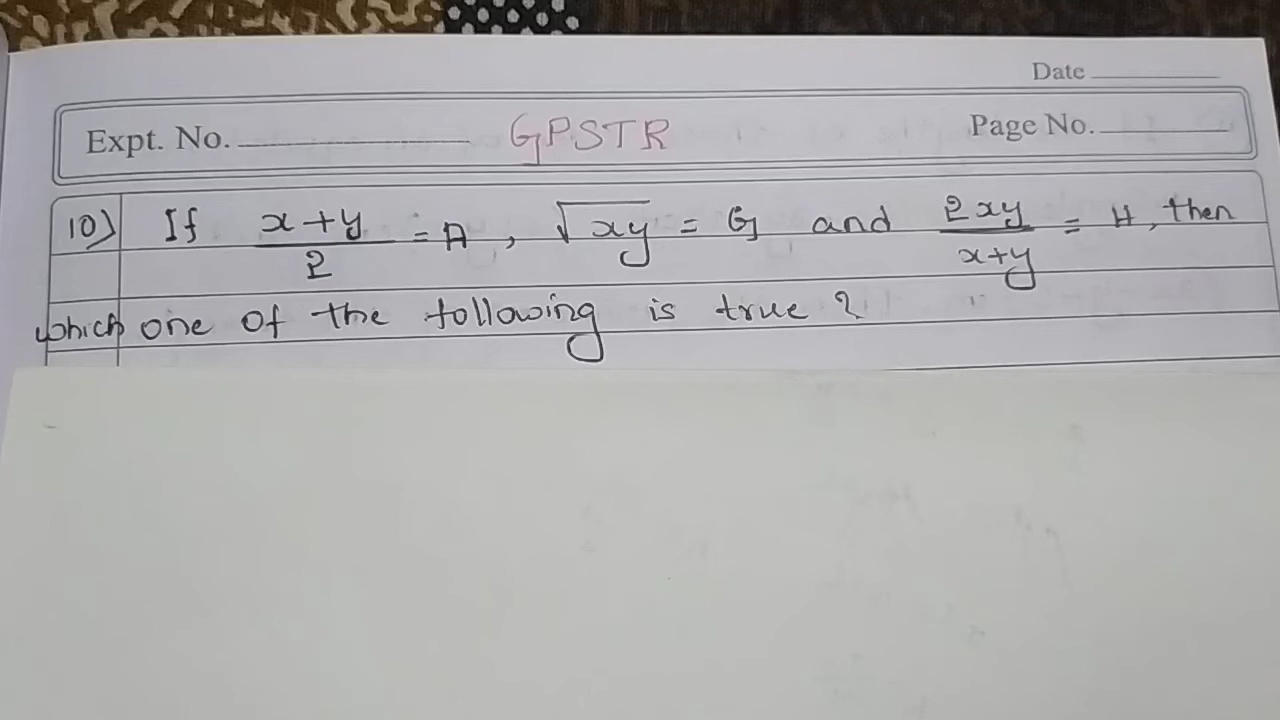 Date
Expt. No. GPSTR Page No.
10) If x+y/2 = A, √xy = G and 2xy/x+y = H, then
which one of the following is true ?